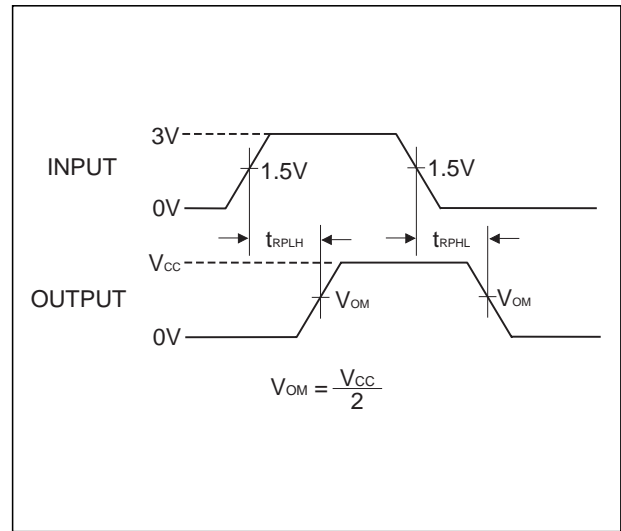 3V
INPUT
1.5V
1.5V
0V
tRPLH
tRPHL
VCC
OUTPUT
VOM
VOM
0V
VOM = VCC
2